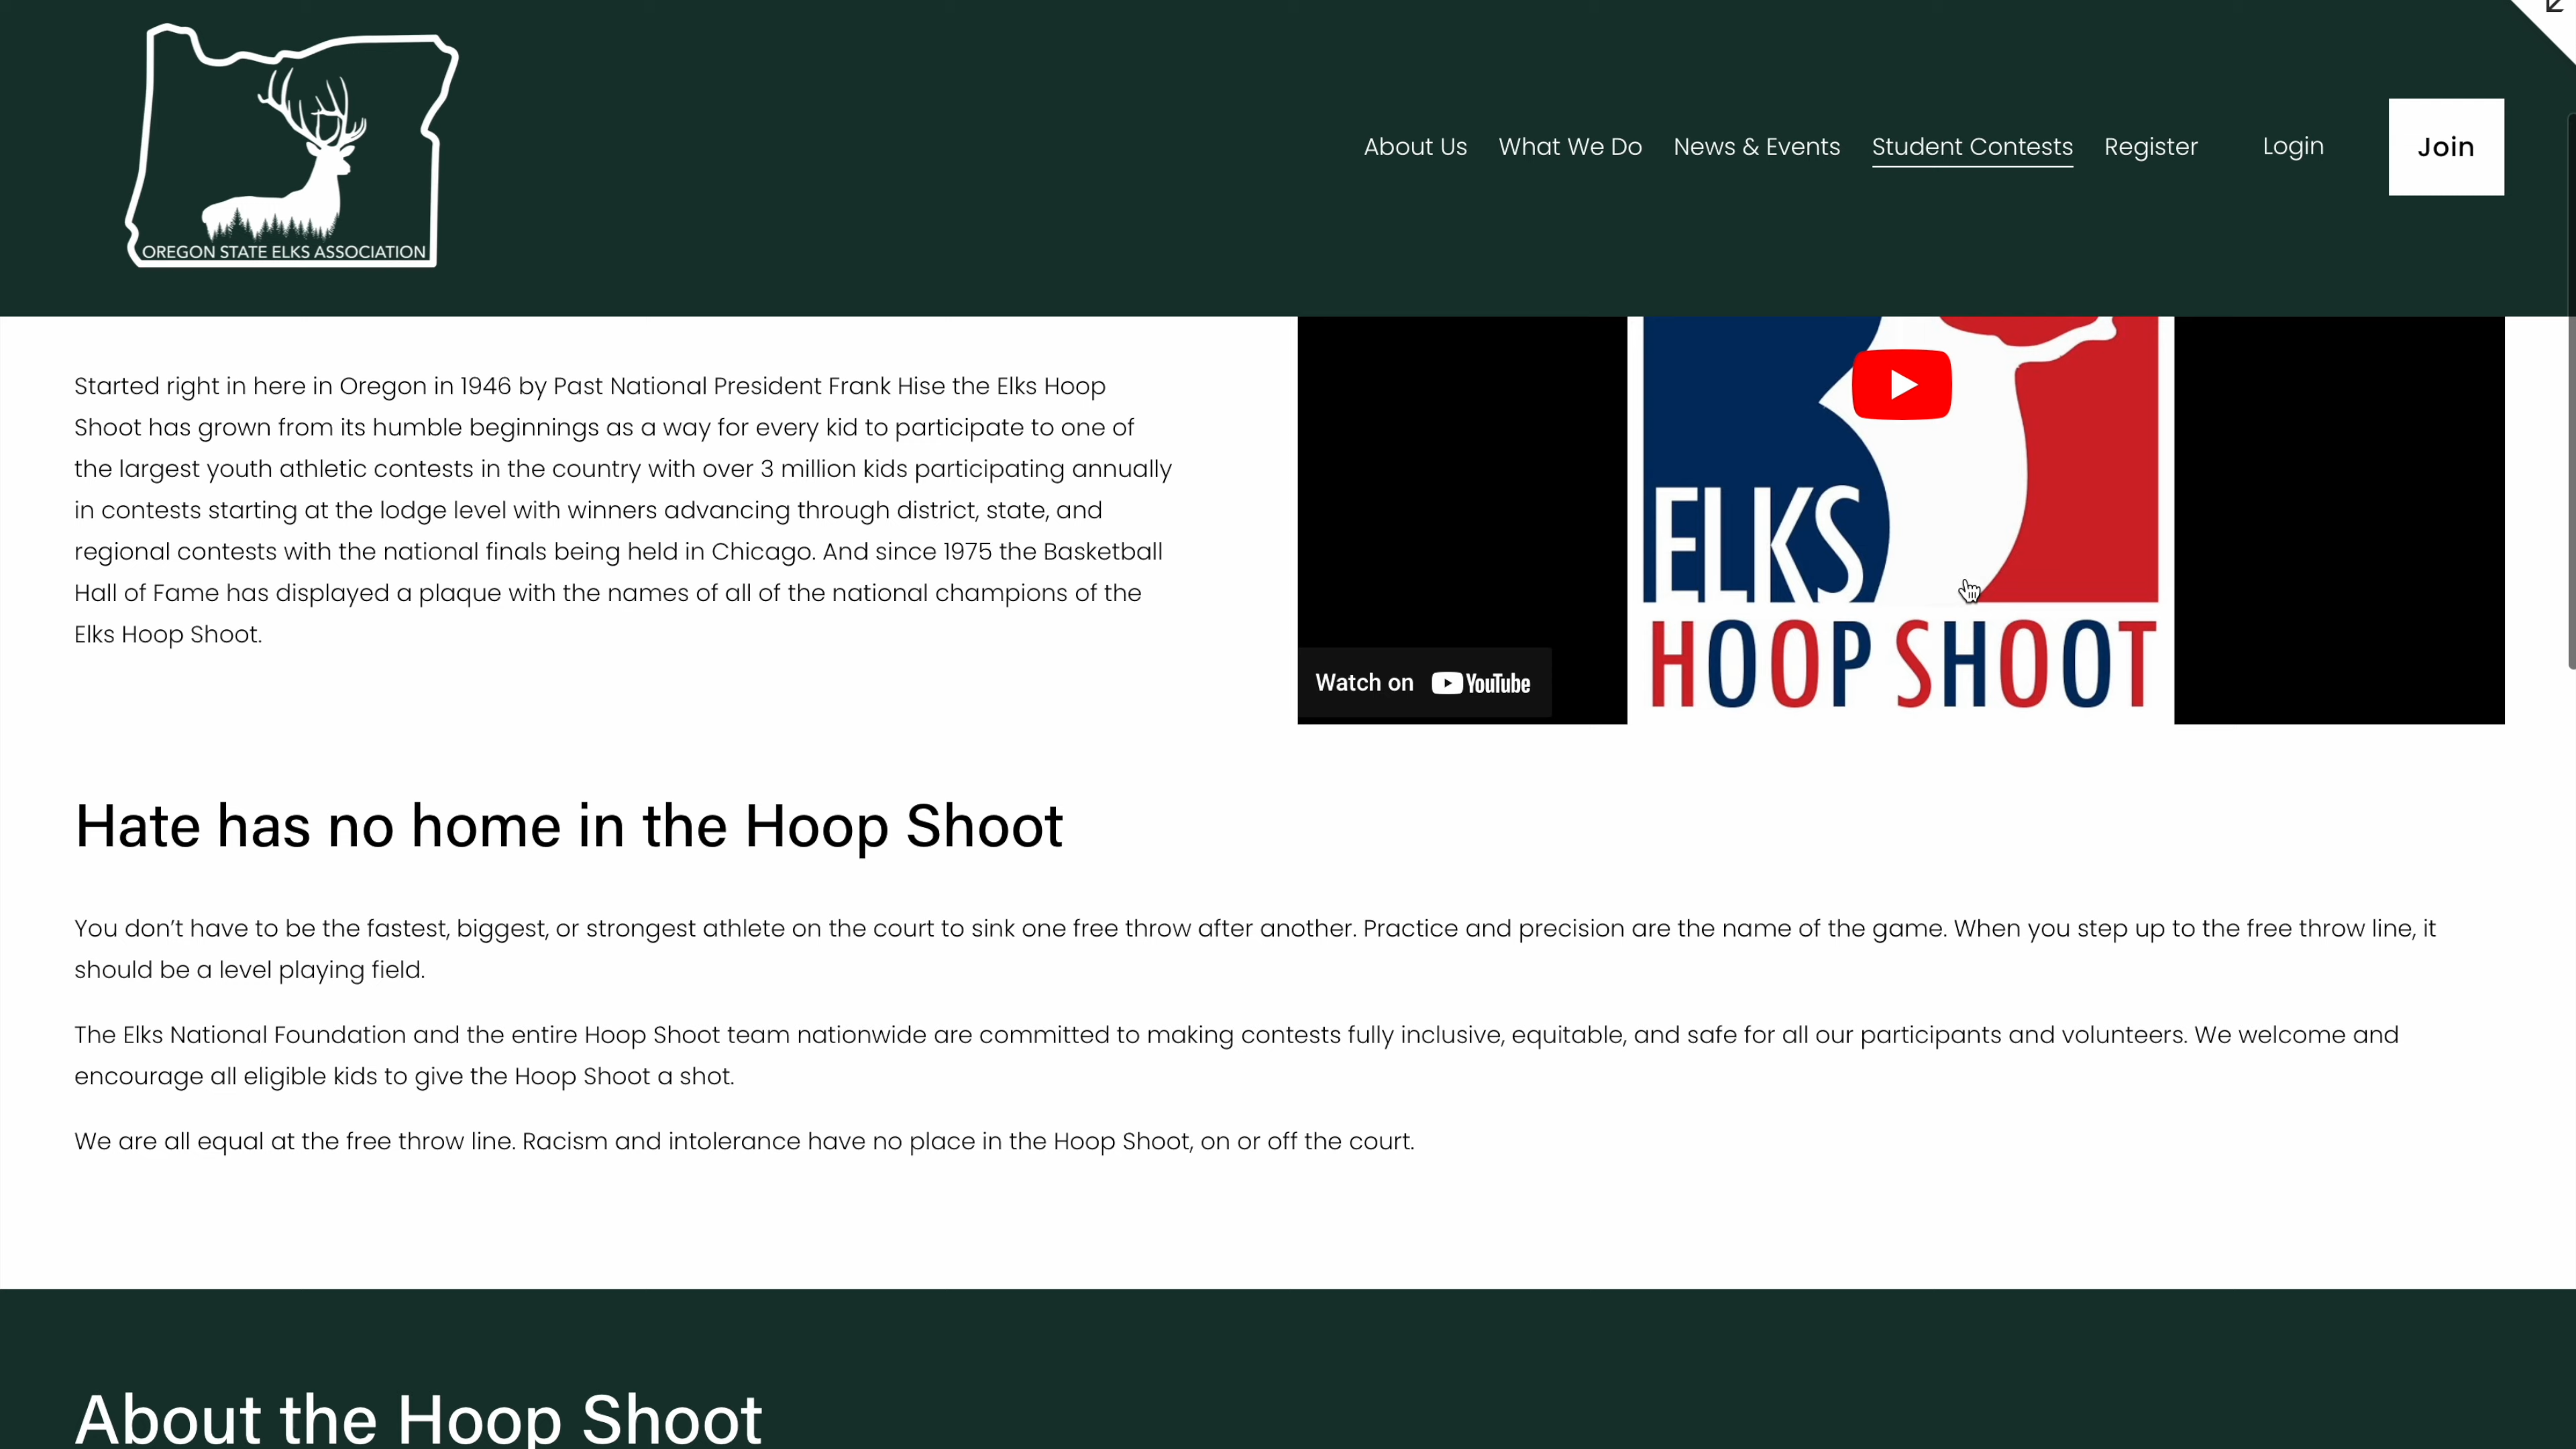 OREGON STATE ELKS ASSOCIATION
About Us What We Do News & Events Student Contests Register Login Join
Started right in here in Oregon in 1946 by Past National President Frank Hise the Elks Hoop
Shoot has grown from its humble beginnings as a way for every kid to participate to one of
the largest youth athletic contests in the country with over 3 million kids participating annually
in contests starting at the lodge level with winners advancing through district, state, and
regional contests with the national finals being held in Chicago. And since 1975 the Basketball
Hall of Fame has displayed a plaque with the names of all of the national champions of the
Elks Hoop Shoot.
ELKS
HOOP SHOOT
Watch on YouTube
Hate has no home in the Hoop Shoot
You don’t have to be the fastest, biggest, or strongest athlete on the court to sink one free throw after another. Practice and precision are the name of the game. When you step up to the free throw line, it
should be a level playing field.
The Elks National Foundation and the entire Hoop Shoot team nationwide are committed to making contests fully inclusive, equitable, and safe for all our participants and volunteers. We welcome and
encourage all eligible kids to give the Hoop Shoot a shot.
We are all equal at the free throw line. Racism and intolerance have no place in the Hoop Shoot, on or off the court.
About the Hoop Shoot